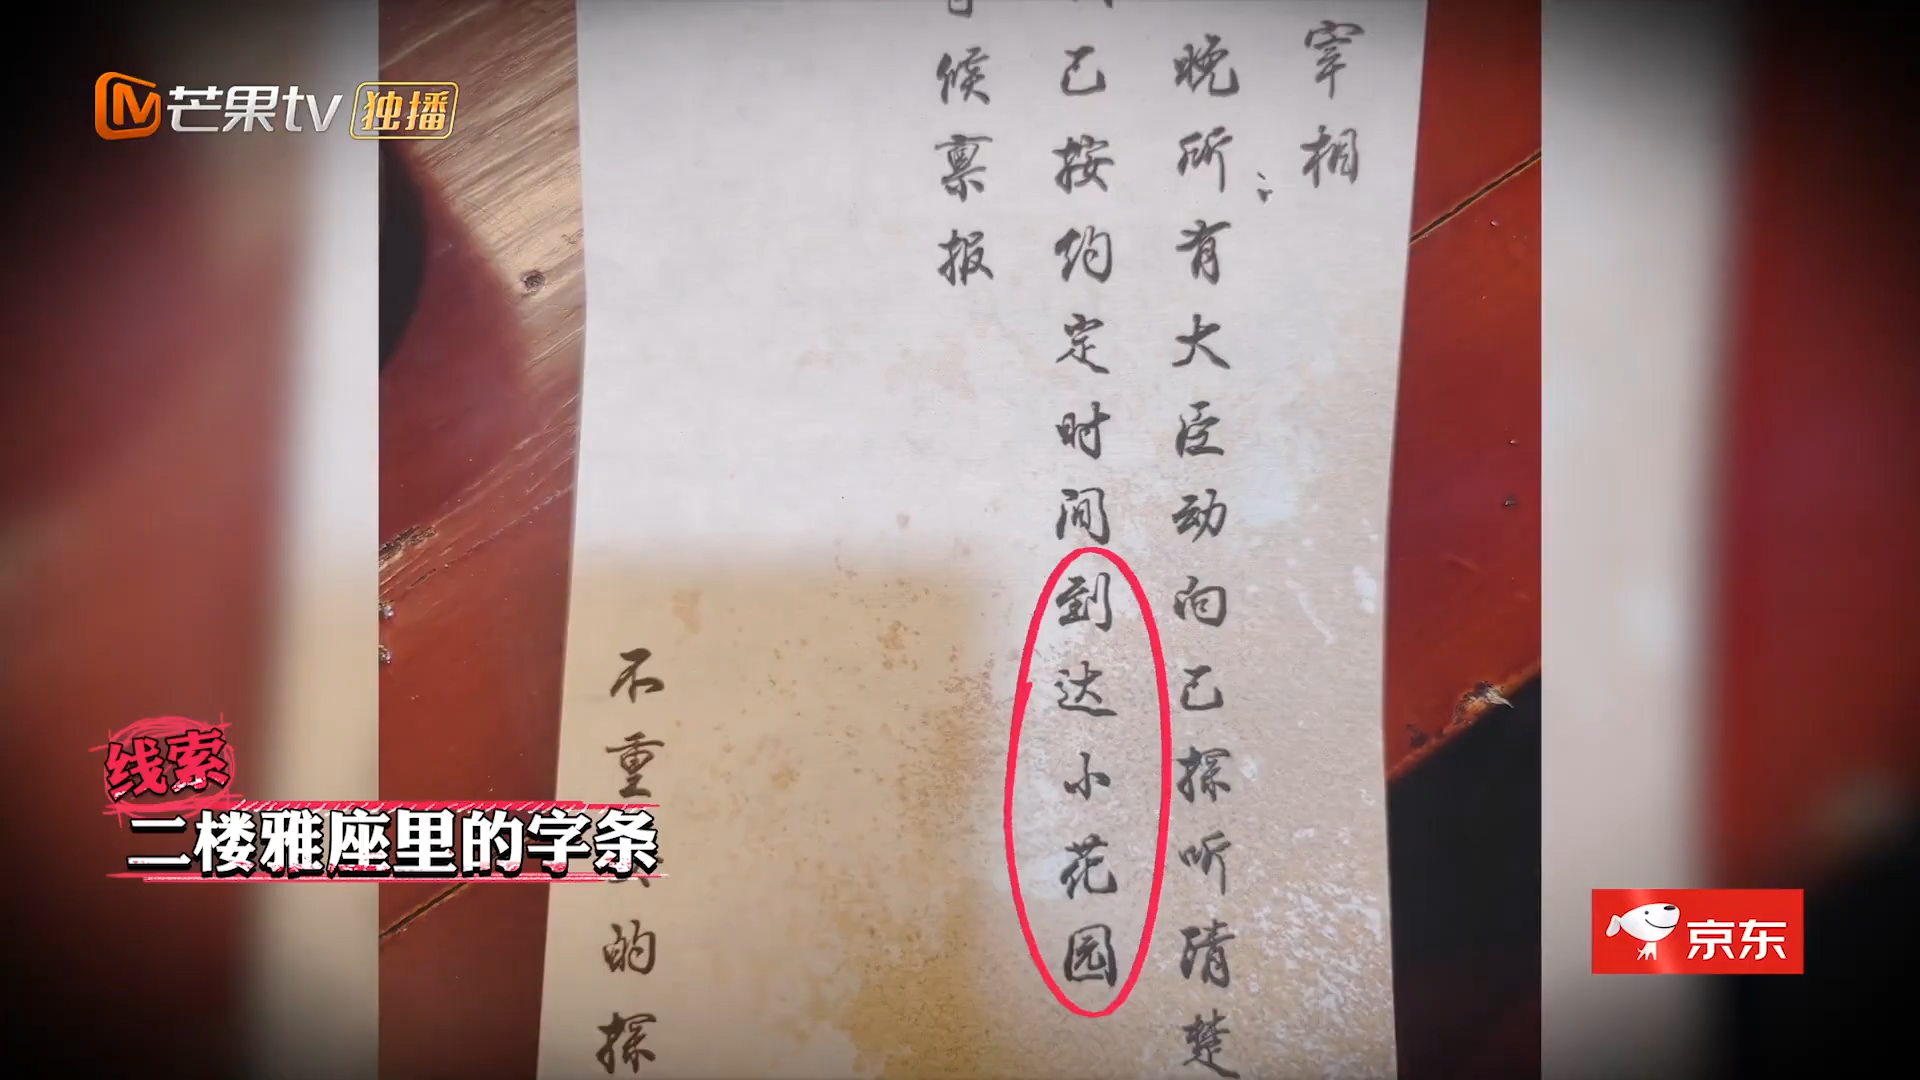 芒果tv 独播
宰相
晚所有大臣动向已探听清楚
已按约定时间到达小花园
候禀报
不重
的探
线索
二楼雅座里的字条
京东